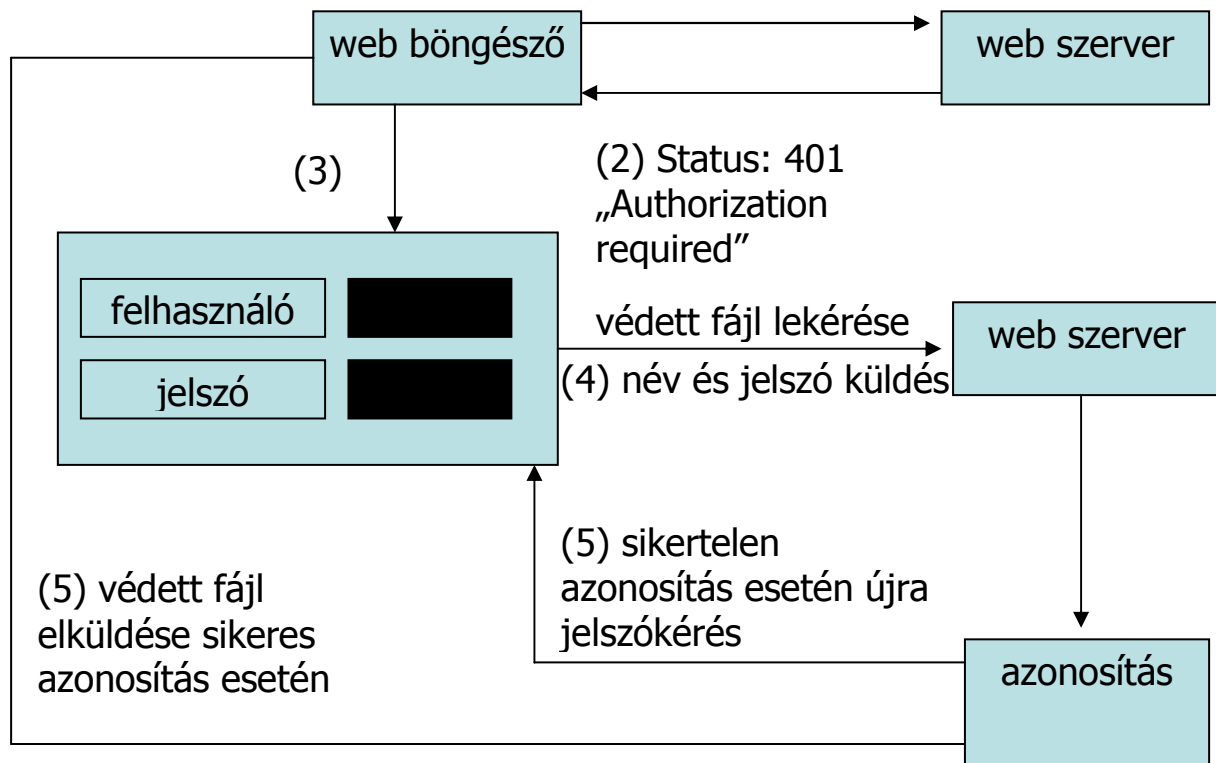 web böngésző
web szerver
(3)
(2) Status: 401
„Authorization
required”
felhasználó
jelszó
védett fájl lekérése
(4) név és jelszó küldés
web szerver
(5) sikertelen
azonosítás esetén újra
jelszókérés
(5) védett fájl
elküldése sikeres
azonosítás esetén
azonosítás